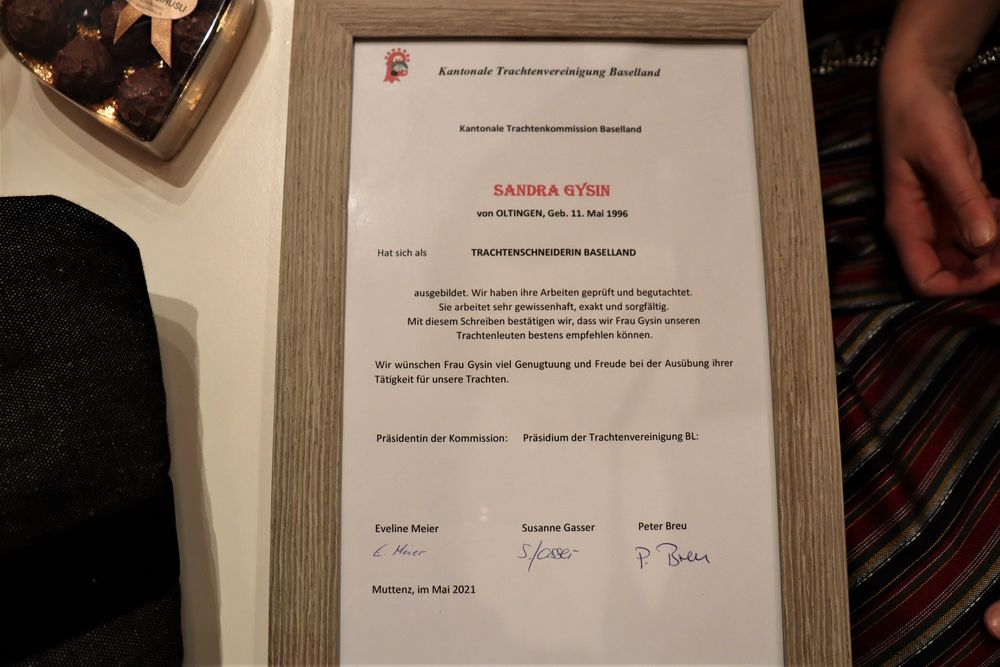 Kantonale Trachtenvereinigung Baselland
Kantonale Trachtenkommission Baselland
SANDRA GYSIN
von OLTINGEN, Geb. 11. Mai 1996
Hat sich als TRACHTENSCHNEIDERIN BASELLAND
ausgebildet. Wir haben ihre Arbeiten geprüft und begutachtet.
Sie arbeitet sehr gewissenhaft, exakt und sorgfältig.
Mit diesem Schreiben bestätigen wir, dass wir Frau Gysin unseren
Trachtenleuten bestens empfehlen können.
Wir wünschen Frau Gysin viel Genugtuung und Freude bei der Ausübung ihrer
Tätigkeit für unsere Trachten.
Präsidentin der Kommission: Präsidium der Trachtenvereinigung BL:
Eveline Meier Susanne Gasser Peter Breu
E. Meier S. Gasser P. Breu
Muttenz, im Mai 2021